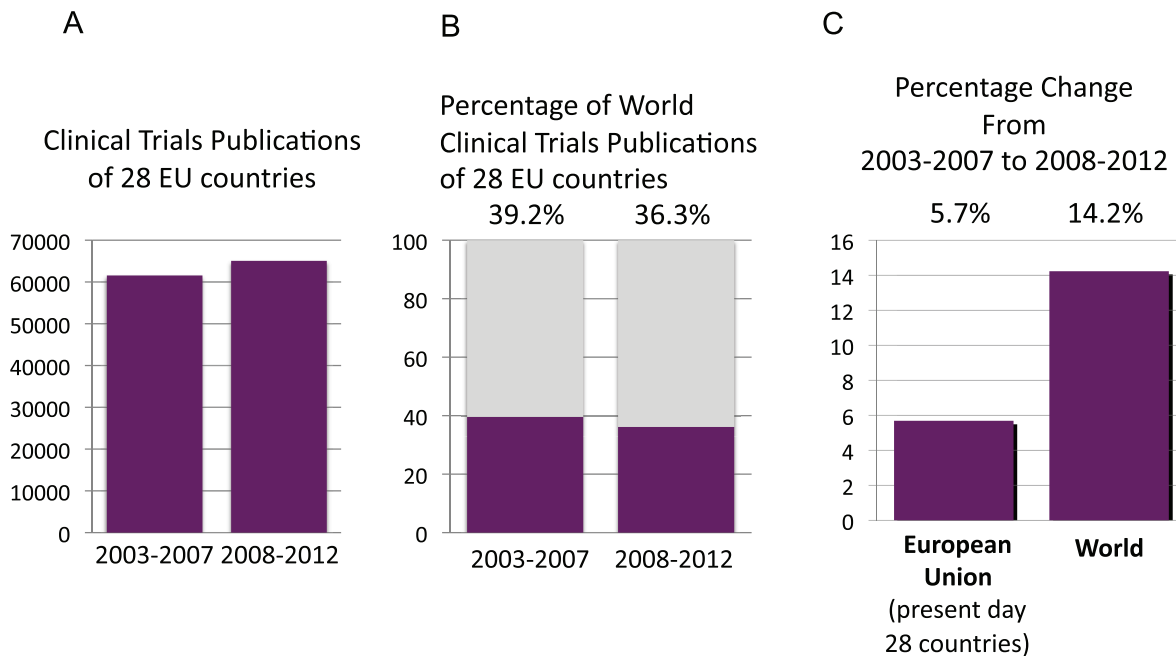 A
Clinical Trials Publications
of 28 EU countries
70000
60000
50000
40000
30000
20000
10000
0
2003-2007 2008-2012
B
Percentage of World
Clinical Trials Publications
of 28 EU countries
39.2% 36.3%
100
80
60
40
20
0
2003-2007 2008-2012
C
Percentage Change
From
2003-2007 to 2008-2012
5.7% 14.2%
16
14
12
10
8
6
4
2
0
European
Union
(present day
28 countries)
World